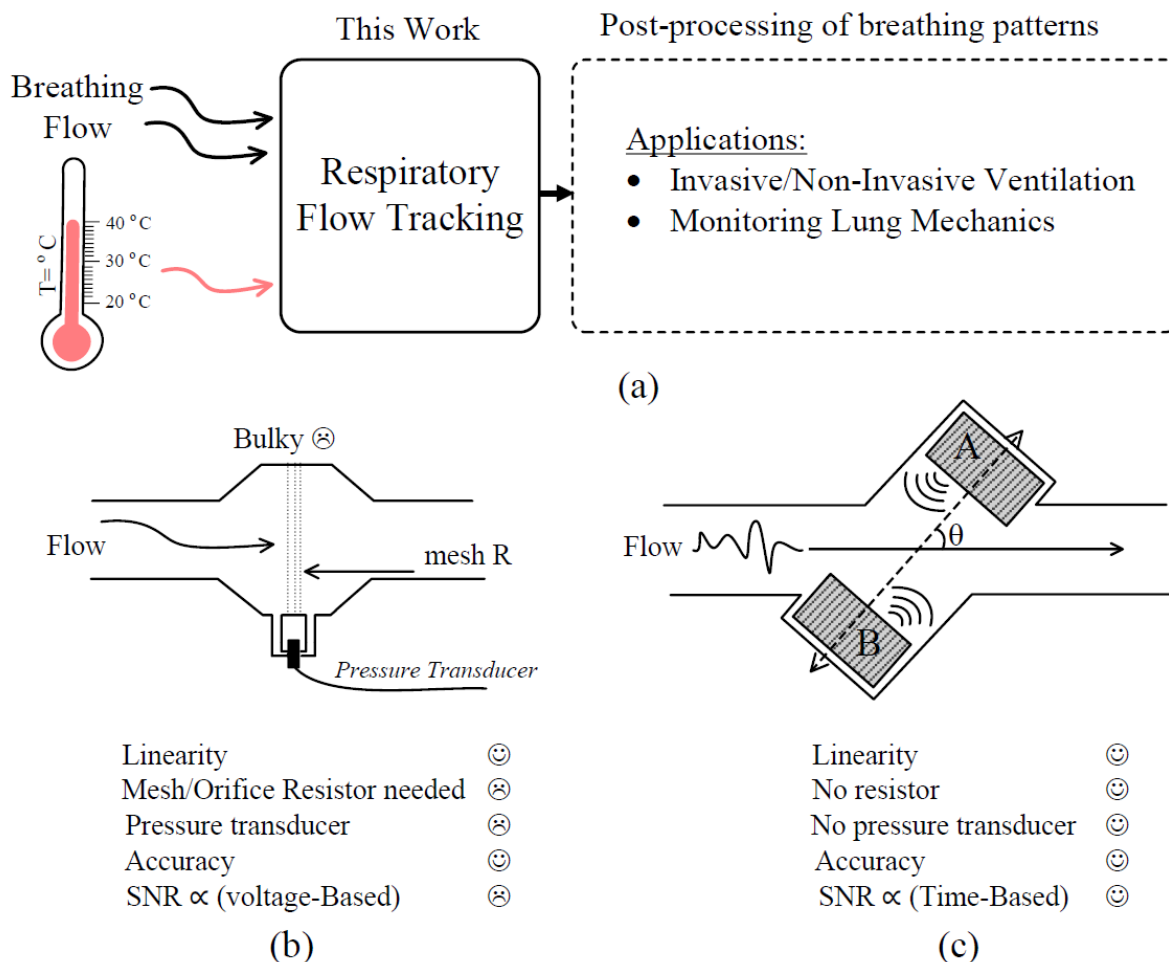 This Work
Post-processing of breathing patterns
Breathing
Flow
Respiratory
Flow Tracking
Applications:
• Invasive/Non-Invasive Ventilation
• Monitoring Lung Mechanics
T= °C
40 °C
30 °C
20 °C
(a)
Bulky ☹
Flow
mesh R
Pressure Transducer
Linearity ☺
Mesh/Orifice Resistor needed ☹
Pressure transducer ☹
Accuracy ☺
SNR ∝ (voltage-Based) ☹
(b)
A
θ
Flow
B
Linearity ☺
No resistor ☺
No pressure transducer ☺
Accuracy ☺
SNR ∝ (Time-Based) ☺
(c)